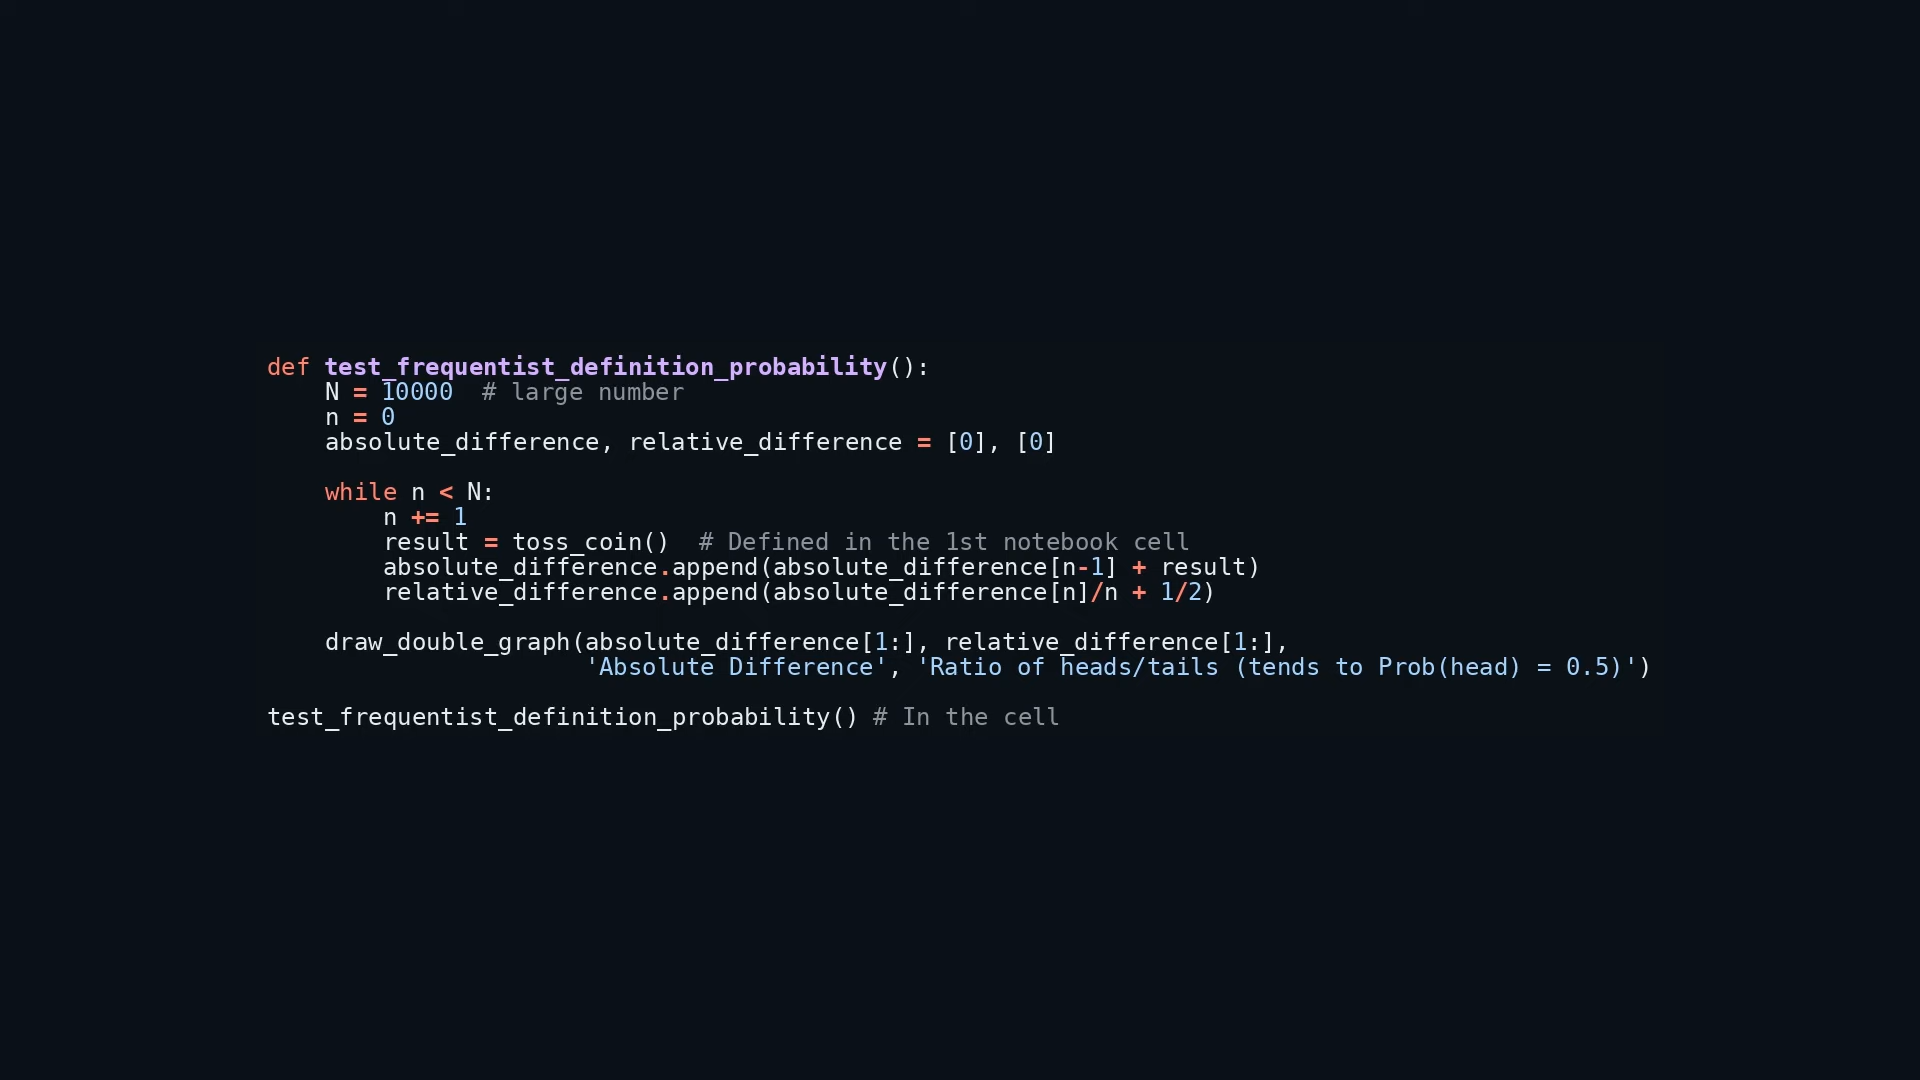 def test_frequentist_definition_probability():
    N = 10000  # large number
    n = 0
    absolute_difference, relative_difference = [0], [0]

    while n < N:
        n += 1
        result = toss_coin()  # Defined in the 1st notebook cell
        absolute_difference.append(absolute_difference[n-1] + result)
        relative_difference.append(absolute_difference[n]/n + 1/2)

    draw_double_graph(absolute_difference[1:], relative_difference[1:],
                      'Absolute Difference', 'Ratio of heads/tails (tends to Prob(head) = 0.5)')

test_frequentist_definition_probability() # In the cell